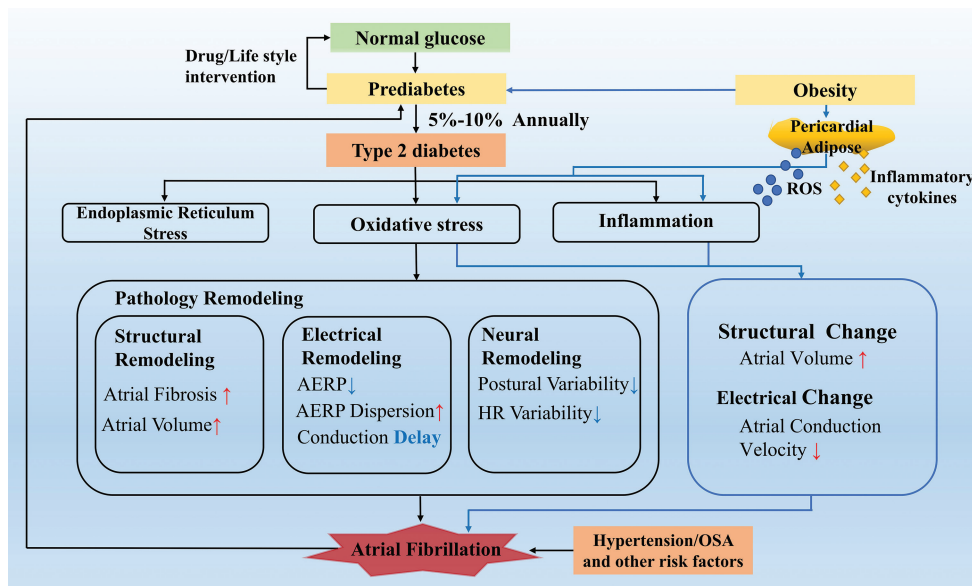 Normal glucose
Drug/Life style
intervention
Prediabetes
Obesity
5%-10% Annually
Pericardial
Adipose
Type 2 diabetes
ROS
Inflammatory
cytokines
Endoplasmic Reticulum
Stress
Oxidative stress
Inflammation
Pathology Remodeling
Structural
Remodeling
Atrial Fibrosis ↑
Atrial Volume↑
Electrical
Remodeling
AERP↓
AERP Dispersion↑
Conduction Delay
Neural
Remodeling
Postural Variability↓
HR Variability↓
Structural Change
Atrial Volume ↑
Electrical Change
Atrial Conduction
Velocity ↓
Atrial Fibrillation
Hypertension/OSA
and other risk factors